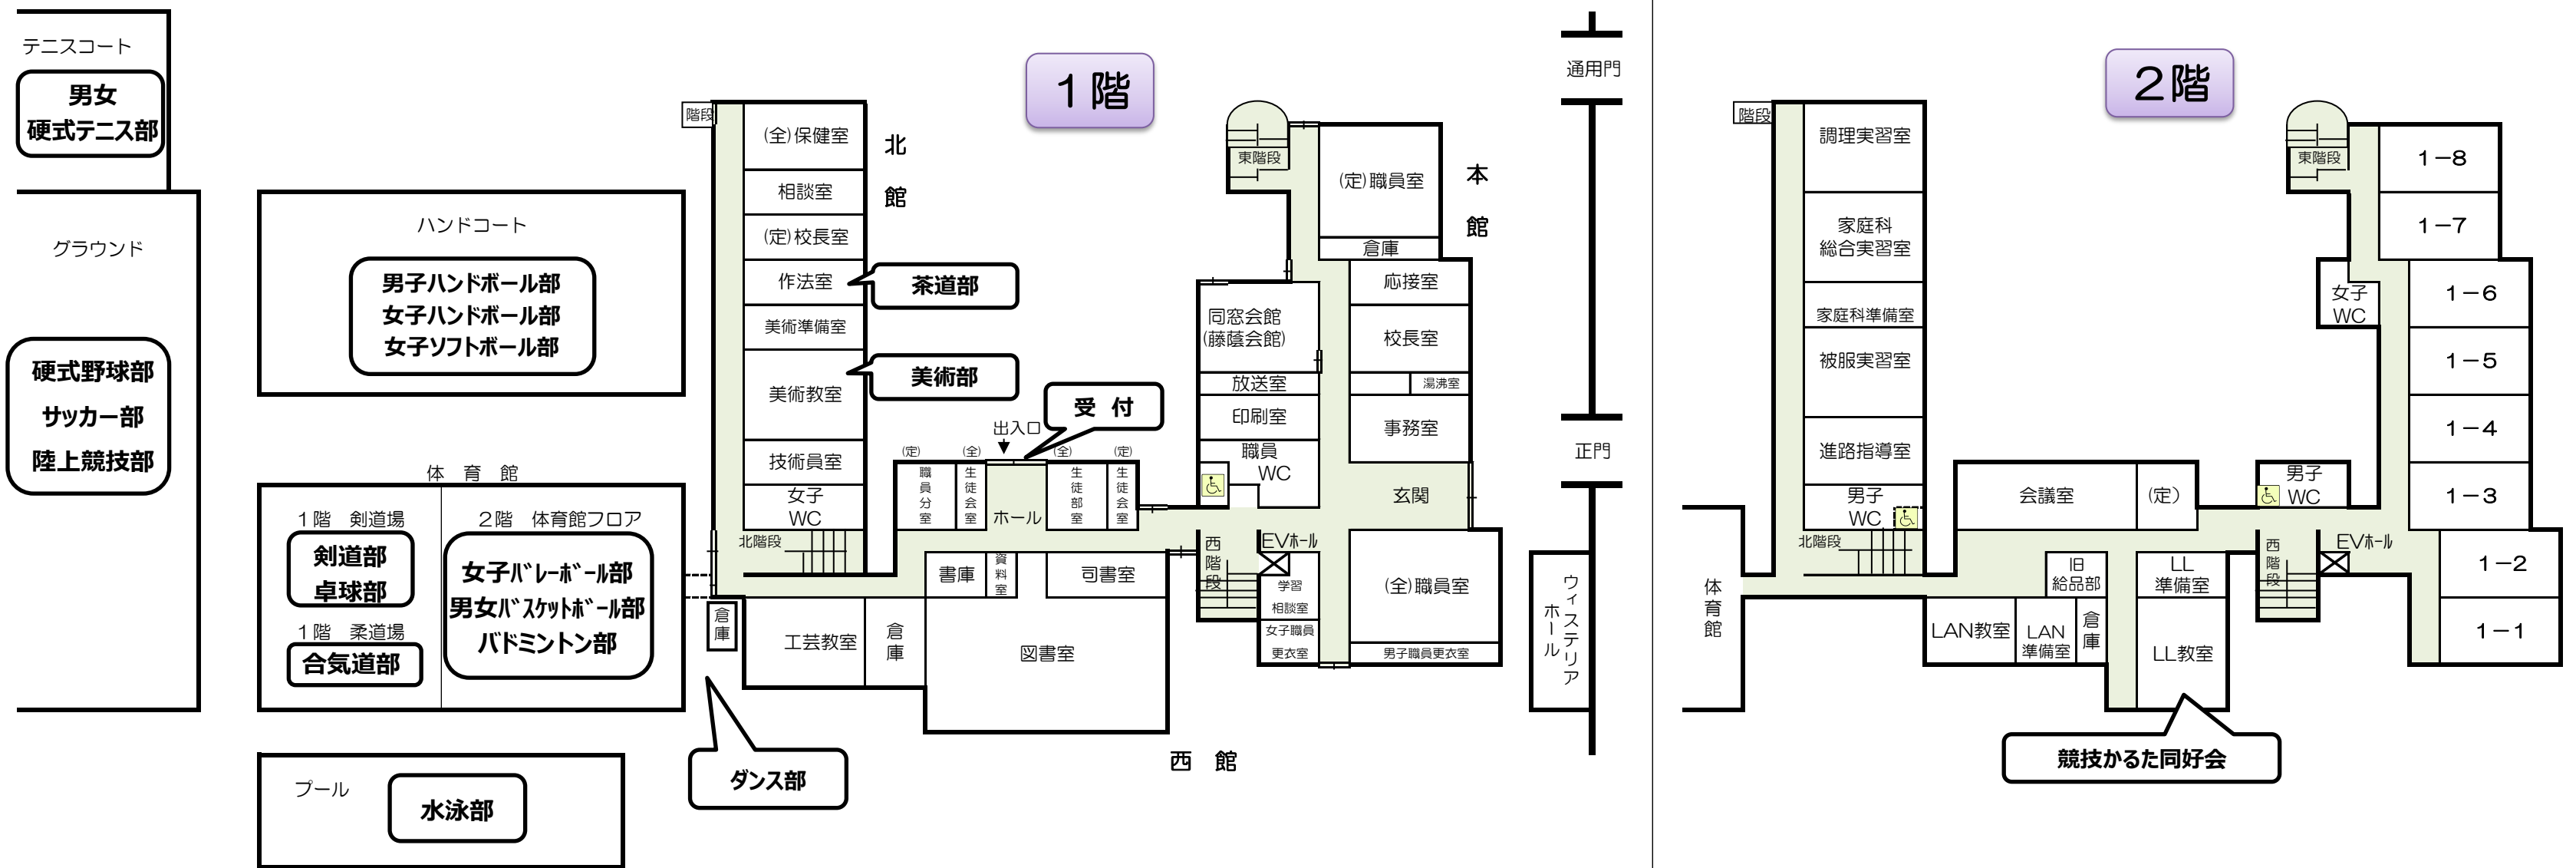 テニスコート
男女
硬式テニス部
グラウンド
硬式野球部
サッカー部
陸上競技部
ハンドコート
男子ハンドボール部
女子ハンドボール部
女子ソフトボール部
体　育　館
1階　剣道場
剣道部
卓球部
1階　柔道場
合気道部
2階　体育館フロア
女子ﾊﾞﾚｰﾎﾞｰﾙ部
男女ﾊﾞｽｹｯﾄﾎﾞｰﾙ部
バドミントン部
プール
水泳部
1階
階段
(全)保健室
相談室
(定)校長室
作法室
美術準備室
美術教室
技術員室
女子
WC
北階段
北
館
茶道部
美術部
受　付
出入口
(定)
(全)
(全)
(定)
職員分室
生徒会室
ホール
生徒部室
生徒会室
倉庫
書庫
資料室
司書室
工芸教室
倉庫
図書室
ダンス部
西　館
東階段
(定)職員室
倉庫
本
館
同窓会館
(藤蔭会館)
応接室
校長室
放送室
湯沸室
印刷室
事務室
職員
WC
玄関
西階段
EVﾎｰﾙ
学習
相談室
女子職員
更衣室
(全)職員室
男子職員更衣室
通用門
正門
ウィステリア
ホール
2階
階段
調理実習室
家庭科
総合実習室
家庭科準備室
被服実習室
進路指導室
男子
WC
北階段
体育館
会議室
(定)
旧
給品部
LL
準備室
LAN教室
LAN
準備室
倉庫
LL教室
競技かるた同好会
東階段
女子
WC
男子
WC
西階段
EVﾎｰﾙ
1－8
1－7
1－6
1－5
1－4
1－3
1－2
1－1